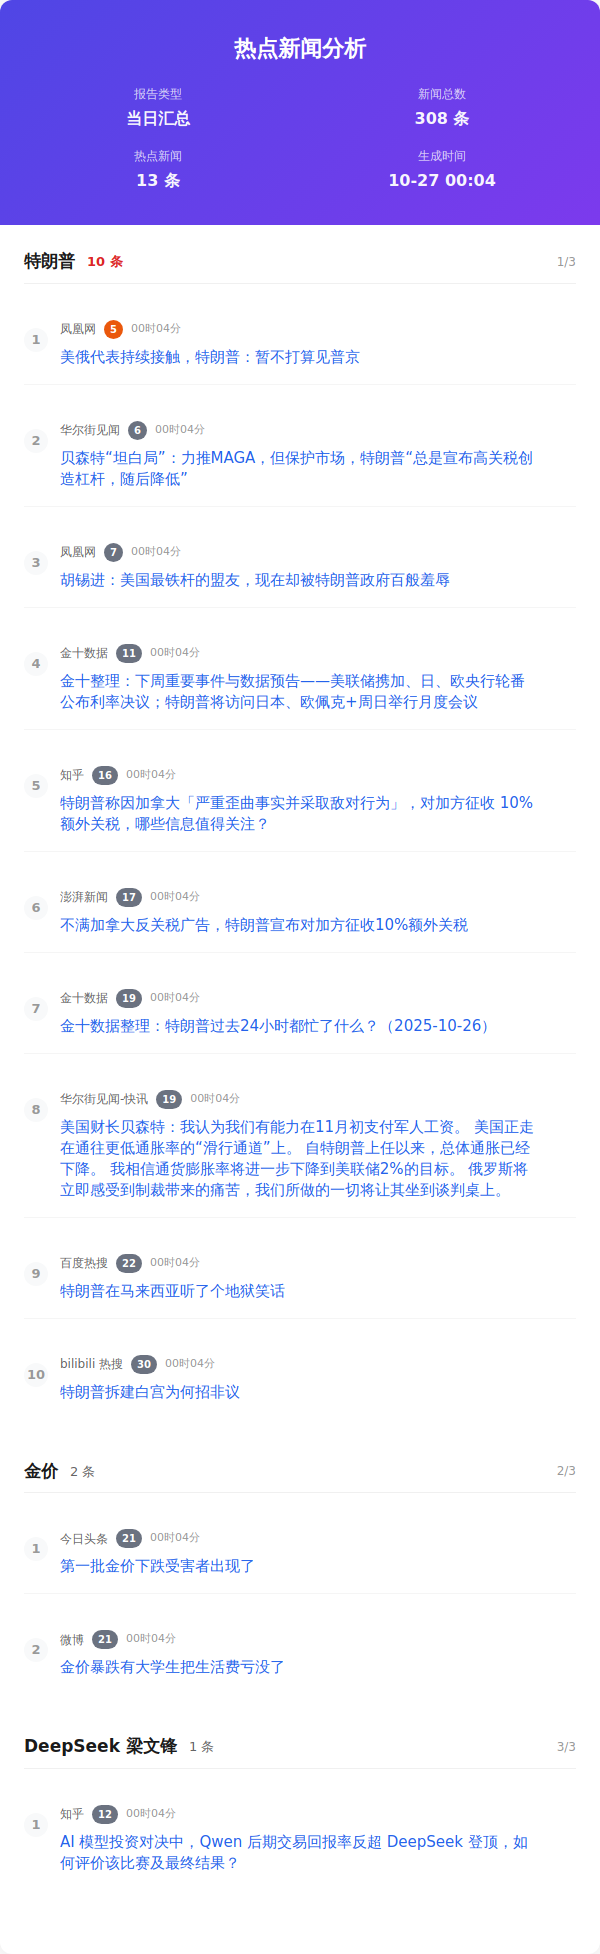 热点新闻分析
报告类型
当日汇总
新闻总数
308 条
热点新闻
13 条
生成时间
10-27 00:04
特朗普 10 条 1/3
1
凤凰网 5 00时04分
美俄代表持续接触，特朗普：暂不打算见普京
2
华尔街见闻 6 00时04分
贝森特“坦白局”：力推MAGA，但保护市场，特朗普“总是宣布高关税创
造杠杆，随后降低”
3
凤凰网 7 00时04分
胡锡进：美国最铁杆的盟友，现在却被特朗普政府百般羞辱
4
金十数据 11 00时04分
金十整理：下周重要事件与数据预告——美联储携加、日、欧央行轮番
公布利率决议；特朗普将访问日本、欧佩克+周日举行月度会议
5
知乎 16 00时04分
特朗普称因加拿大「严重歪曲事实并采取敌对行为」，对加方征收 10%
额外关税，哪些信息值得关注？
6
澎湃新闻 17 00时04分
不满加拿大反关税广告，特朗普宣布对加方征收10%额外关税
7
金十数据 19 00时04分
金十数据整理：特朗普过去24小时都忙了什么？（2025-10-26）
8
华尔街见闻-快讯 19 00时04分
美国财长贝森特：我认为我们有能力在11月初支付军人工资。 美国正走
在通往更低通胀率的“滑行通道”上。 自特朗普上任以来，总体通胀已经
下降。 我相信通货膨胀率将进一步下降到美联储2%的目标。 俄罗斯将
立即感受到制裁带来的痛苦，我们所做的一切将让其坐到谈判桌上。
9
百度热搜 22 00时04分
特朗普在马来西亚听了个地狱笑话
10
bilibili 热搜 30 00时04分
特朗普拆建白宫为何招非议
金价 2 条 2/3
1
今日头条 21 00时04分
第一批金价下跌受害者出现了
2
微博 21 00时04分
金价暴跌有大学生把生活费亏没了
DeepSeek 梁文锋 1 条 3/3
1
知乎 12 00时04分
AI 模型投资对决中，Qwen 后期交易回报率反超 DeepSeek 登顶，如
何评价该比赛及最终结果？